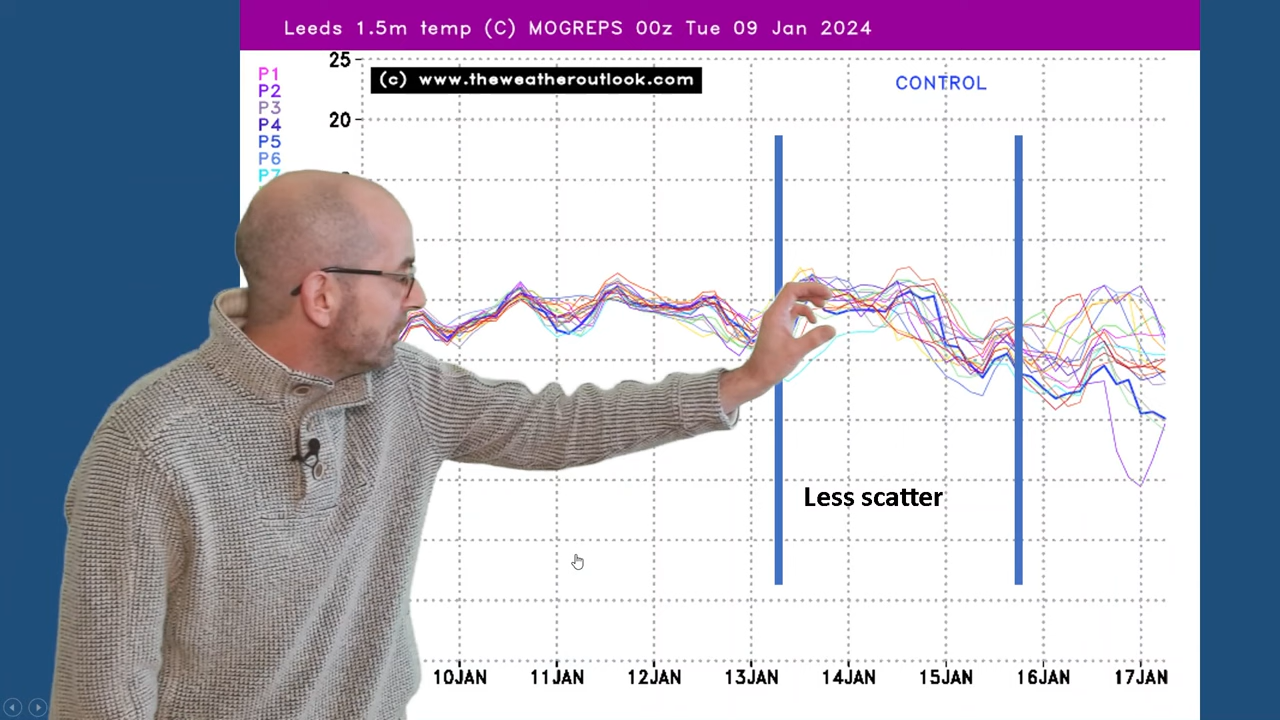 Leeds 1.5m temp (C) MOGREPS 00z Tue 09 Jan 2024
25
(c) www.theweatheroutlook.com
CONTROL
P1
P2
P3
P4
P5
P6
P7
20
Less scatter
10JAN 11JAN 12JAN 13JAN 14JAN 15JAN 16JAN 17JAN